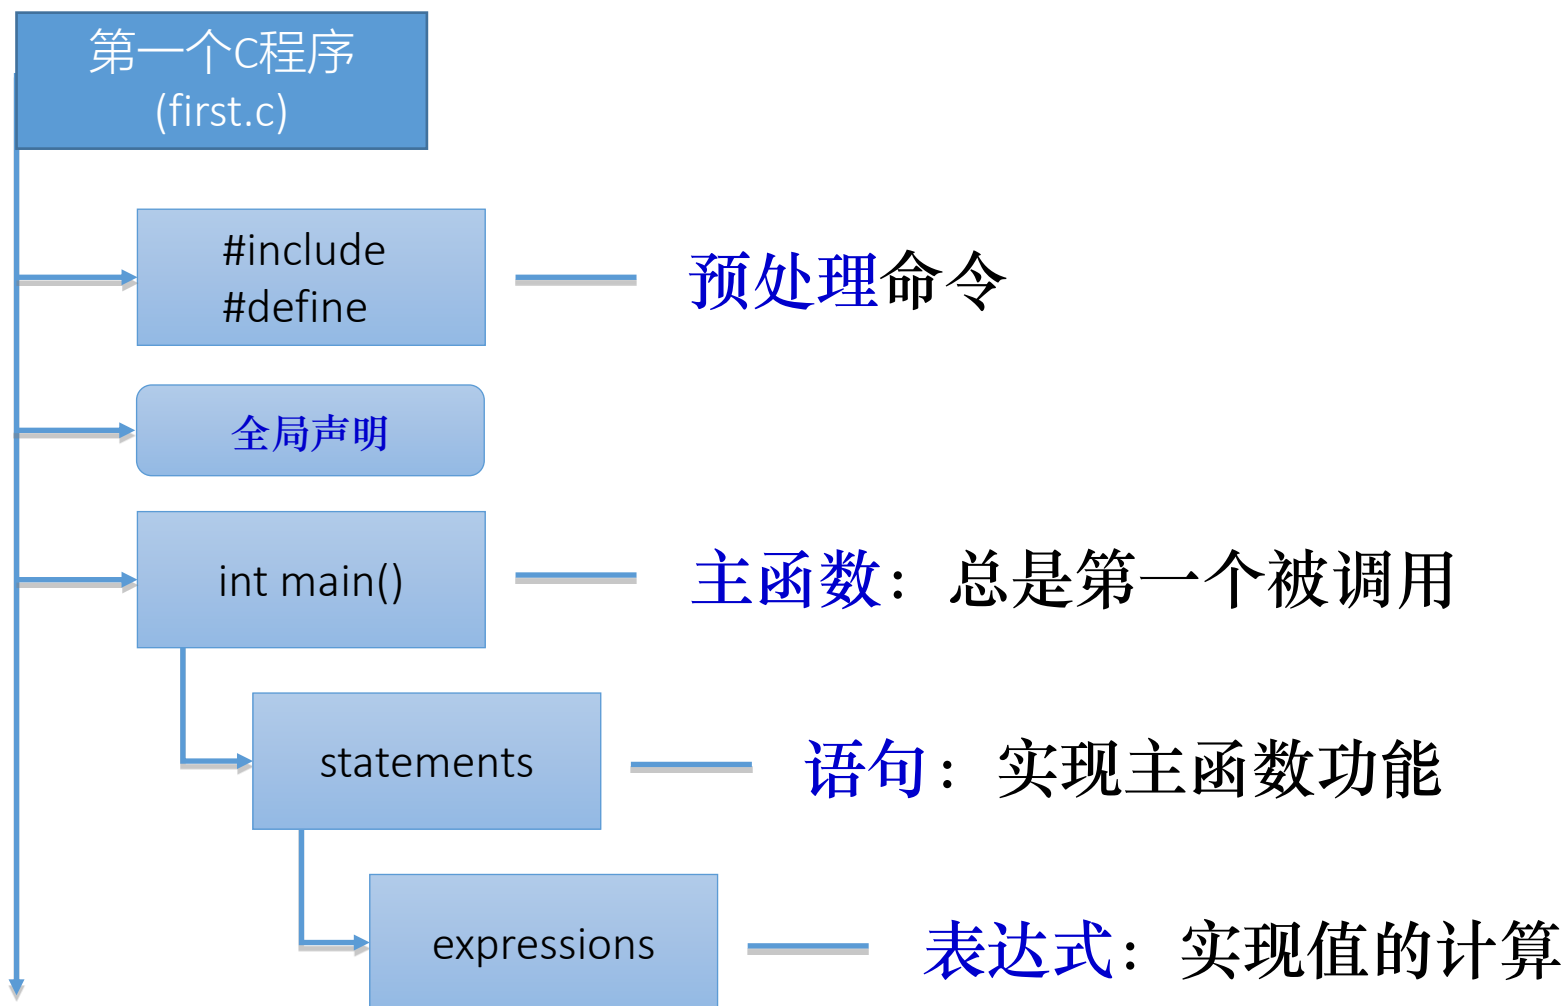 第一个C程序
(first.c)
#include
#define
预处理命令
全局声明
int main()
主函数：总是第一个被调用
statements
语句：实现主函数功能
expressions
表达式：实现值的计算